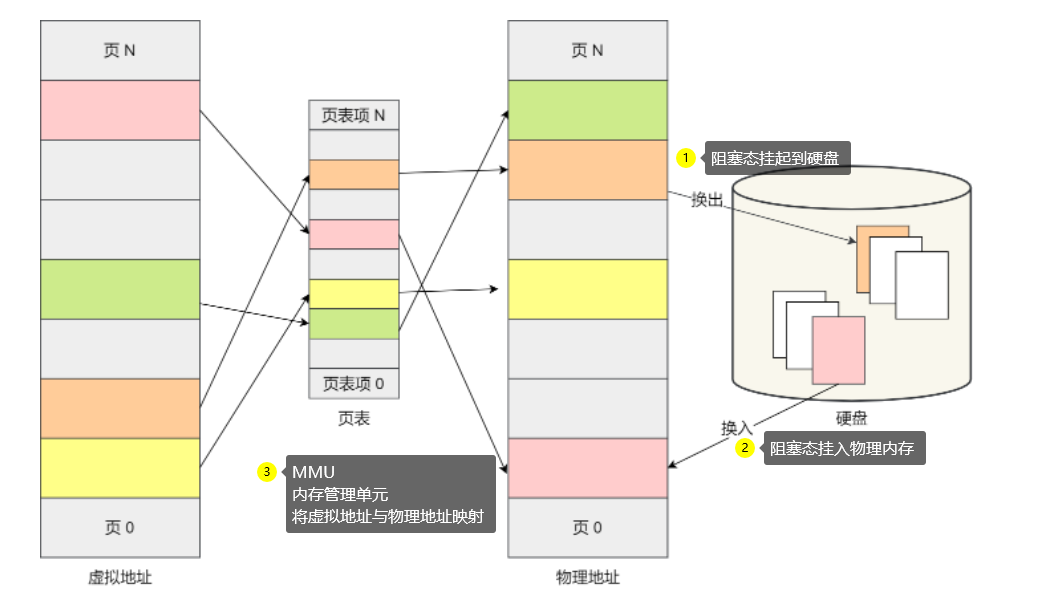 页 N
页 N
页表项 N
1
阻塞态挂起到硬盘
换出
页表项 0
页表
硬盘
换入
2
阻塞态挂入物理内存
3
MMU
内存管理单元
将虚拟地址与物理地址映射
页 0
页 0
虚拟地址
物理地址